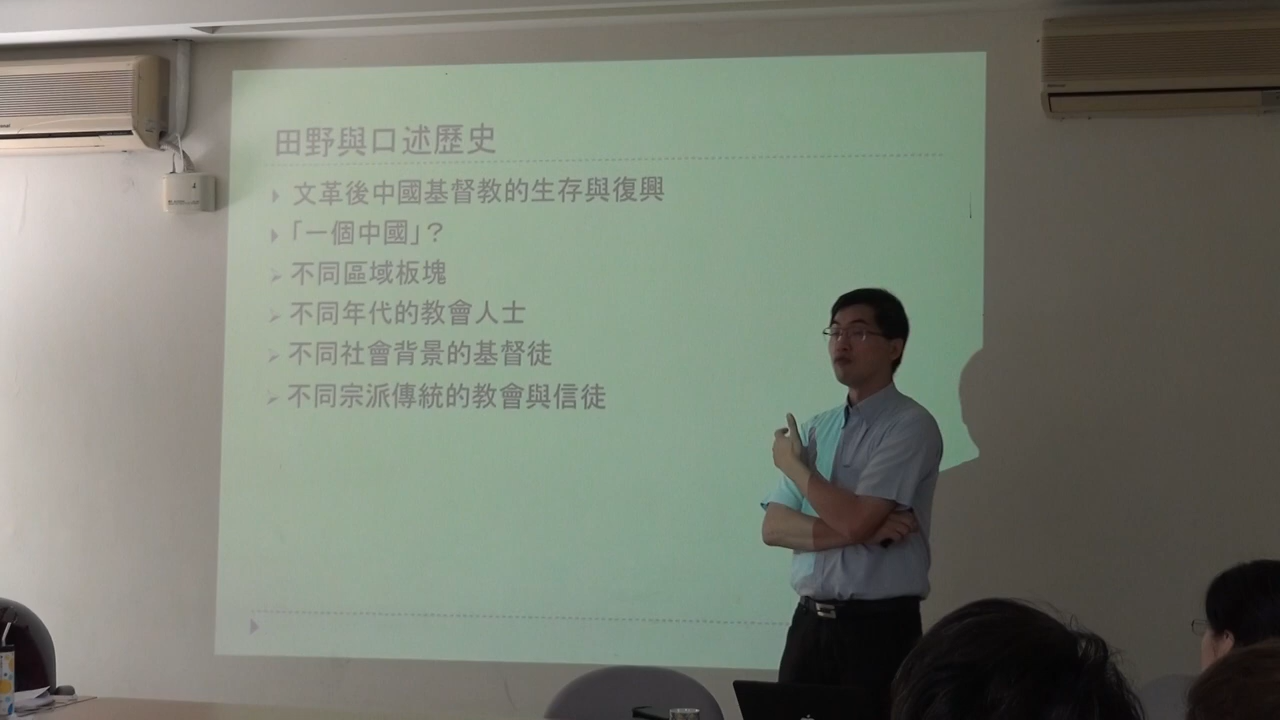 田野與口述歷史
文革後中國基督教的生存與復興
「一個中國」？
不同區域板塊
不同年代的教會人士
不同社會背景的基督徒
不同宗派傳統的教會與信徒